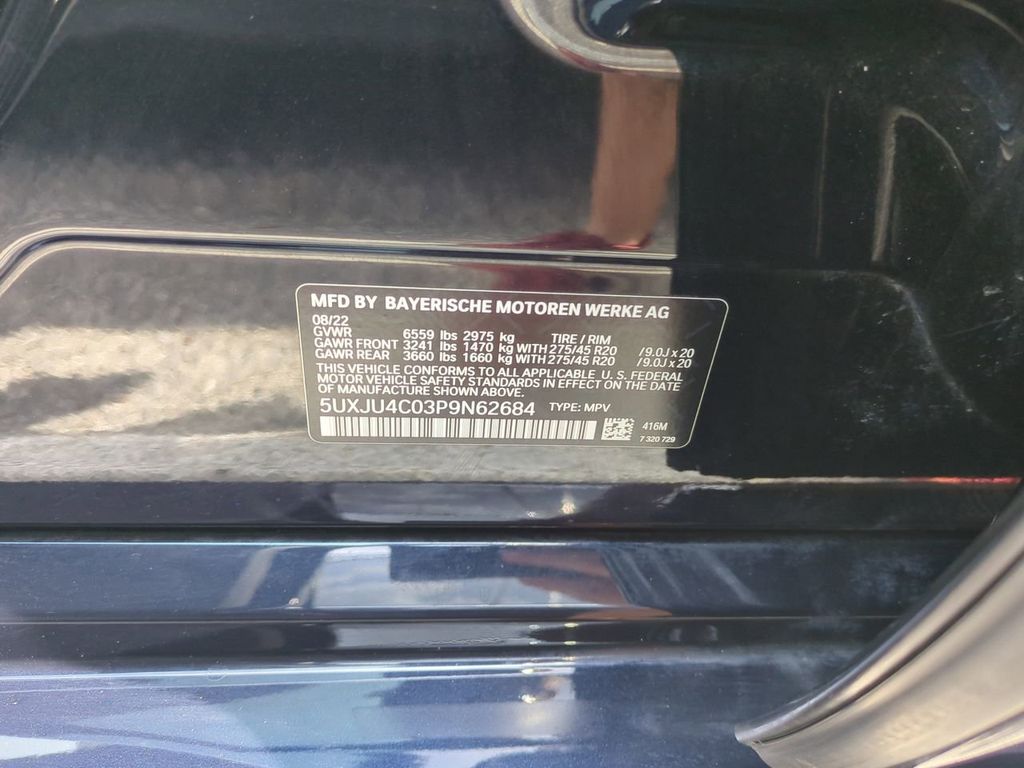 MFD BY BAYERISCHE MOTOREN WERKE AG
08/22
GVWR 6559 lbs 2975 kg TIRE / RIM
GAWR FRONT 3241 lbs 1470 kg WITH 275/45 R20 / 9.0J x 20
GAWR REAR 3660 lbs 1660 kg WITH 275/45 R20 / 9.0J x 20
THIS VEHICLE CONFORMS TO ALL APPLICABLE U. S. FEDERAL
MOTOR VEHICLE SAFETY STANDARDS IN EFFECT ON THE DATE
OF MANUFACTURE SHOWN ABOVE.
5UXJU4C03P9N62684 TYPE: MPV
416M
7 320 729